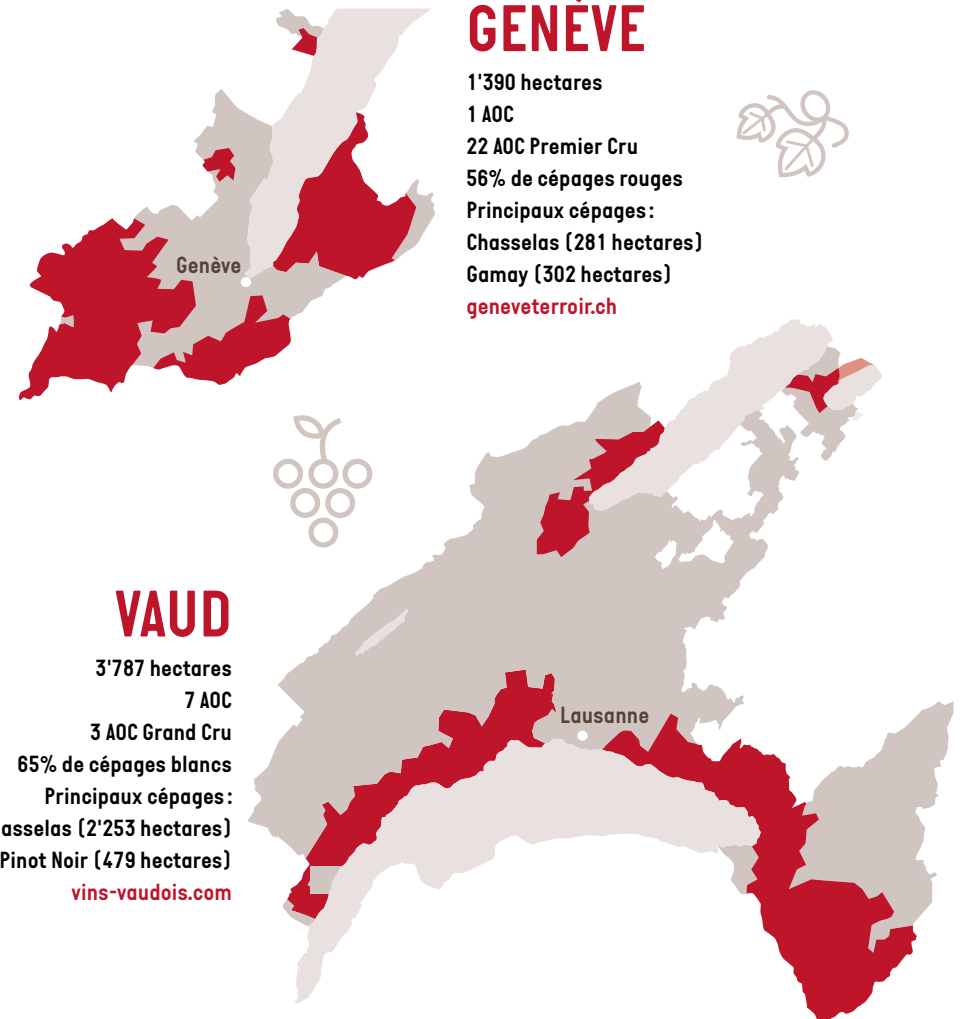 GENÈVE
1'390 hectares
1 AOC
22 AOC Premier Cru
56% de cépages rouges
Principaux cépages:
Chasselas (281 hectares)
Gamay (302 hectares)
geneveterroir.ch
Genève
VAUD
3'787 hectares
7 AOC
3 AOC Grand Cru
65% de cépages blancs
Principaux cépages:
asselas (2'253 hectares)
Pinot Noir (479 hectares)
vins-vaudois.com
Lausanne